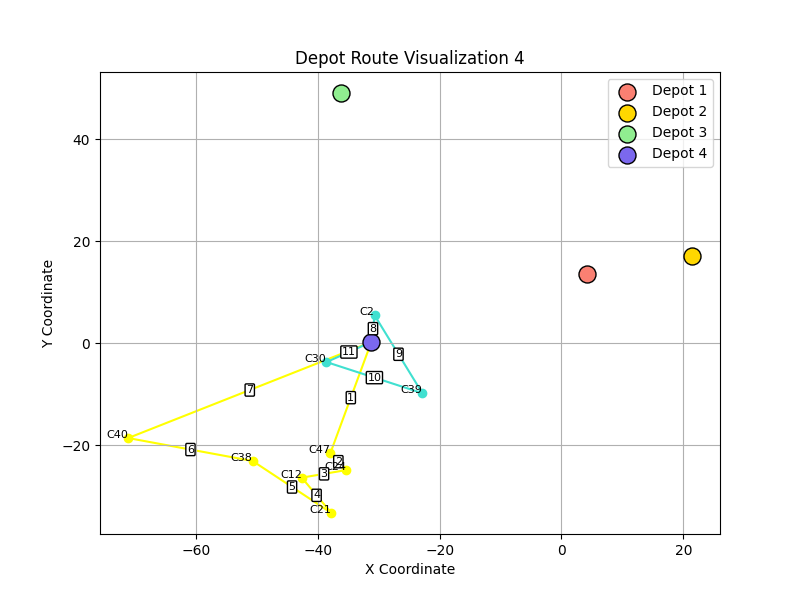 Depot Route Visualization 4
Depot 1
Depot 2
Depot 3
Depot 4
40
20
0
−20
−60
−40
−20
0
20
Y Coordinate
X Coordinate
C2
8
11
9
C30
10
C39
7
1
C40
6
C38
C47
2
3
C12
5
4
C21